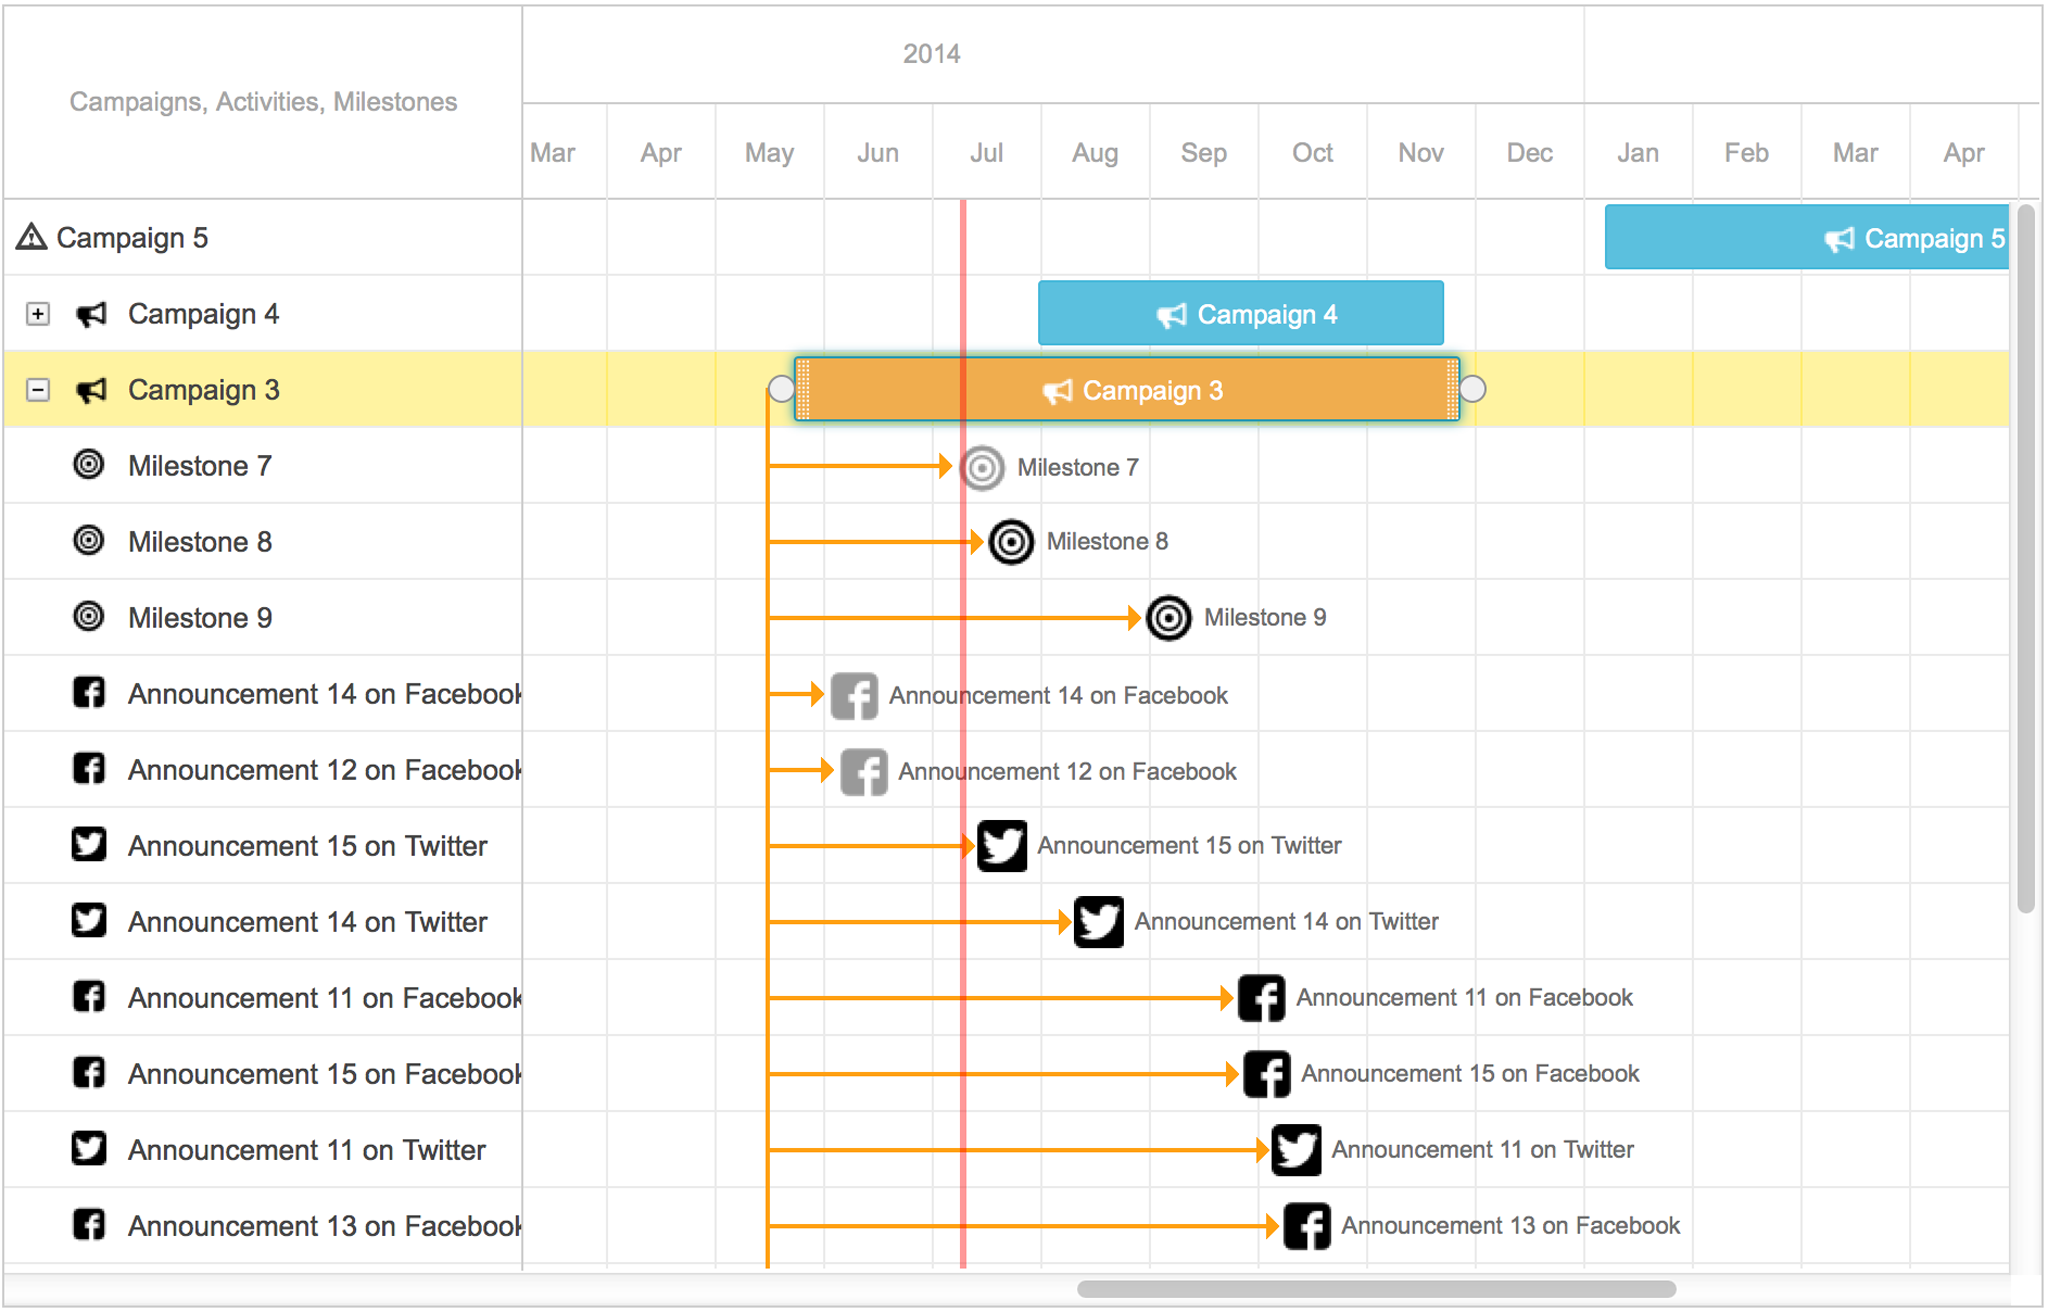 2014
Campaigns, Activities, Milestones
Mar Apr May Jun Jul Aug Sep Oct Nov Dec Jan Feb Mar Apr
Campaign 5 Campaign 5
Campaign 4 Campaign 4
Campaign 3 Campaign 3
Milestone 7 Milestone 7
Milestone 8 Milestone 8
Milestone 9 Milestone 9
Announcement 14 on Facebook Announcement 14 on Facebook
Announcement 12 on Facebook Announcement 12 on Facebook
Announcement 15 on Twitter Announcement 15 on Twitter
Announcement 14 on Twitter Announcement 14 on Twitter
Announcement 11 on Facebook Announcement 11 on Facebook
Announcement 15 on Facebook Announcement 15 on Facebook
Announcement 11 on Twitter Announcement 11 on Twitter
Announcement 13 on Facebook Announcement 13 on Facebook